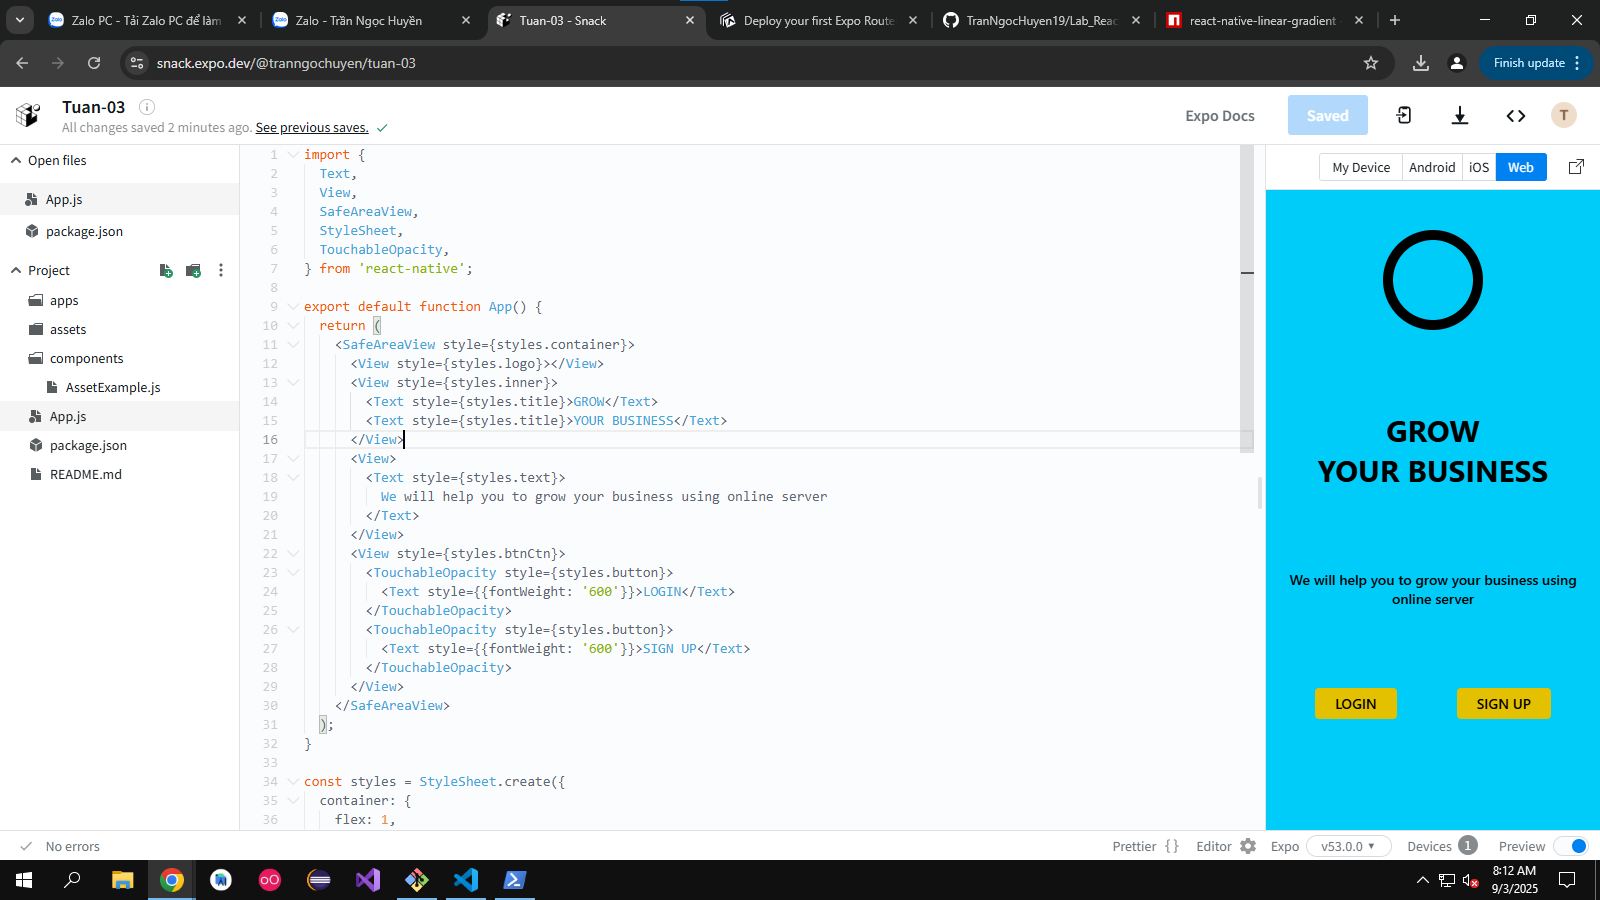 Zalo PC - Tải Zalo PC để làm
Zalo - Trần Ngọc Huyền
Tuan-03 - Snack
Deploy your first Expo Route
TranNgocHuyen19/Lab_Reac
react-native-linear-gradient
snack.expo.dev/@tranngochuyen/tuan-03
Finish update
Tuan-03
All changes saved 2 minutes ago. See previous saves.
Expo Docs
Saved
T
Open files
App.js
package.json
Project
apps
assets
components
AssetExample.js
App.js
package.json
README.md
1 import {
2 Text,
3 View,
4 SafeAreaView,
5 StyleSheet,
6 TouchableOpacity,
7 } from 'react-native';
8
9 export default function App() {
10 return (
11 <SafeAreaView style={styles.container}>
12 <View style={styles.logo}></View>
13 <View style={styles.inner}>
14 <Text style={styles.title}>GROW</Text>
15 <Text style={styles.title}>YOUR BUSINESS</Text>
16 </View>
17 <View>
18 <Text style={styles.text}>
19 We will help you to grow your business using online server
20 </Text>
21 </View>
22 <View style={styles.btnCtn}>
23 <TouchableOpacity style={styles.button}>
24 <Text style={{fontWeight: '600'}}>LOGIN</Text>
25 </TouchableOpacity>
26 <TouchableOpacity style={styles.button}>
27 <Text style={{fontWeight: '600'}}>SIGN UP</Text>
28 </TouchableOpacity>
29 </View>
30 </SafeAreaView>
31 );
32 }
33
34 const styles = StyleSheet.create({
35 container: {
36 flex: 1,
My Device
Android
iOS
Web
GROW
YOUR BUSINESS
We will help you to grow your business using
online server
LOGIN
SIGN UP
No errors
Prettier { }
Editor
Expo
v53.0.0
Devices 1
Preview
8:12 AM
9/3/2025